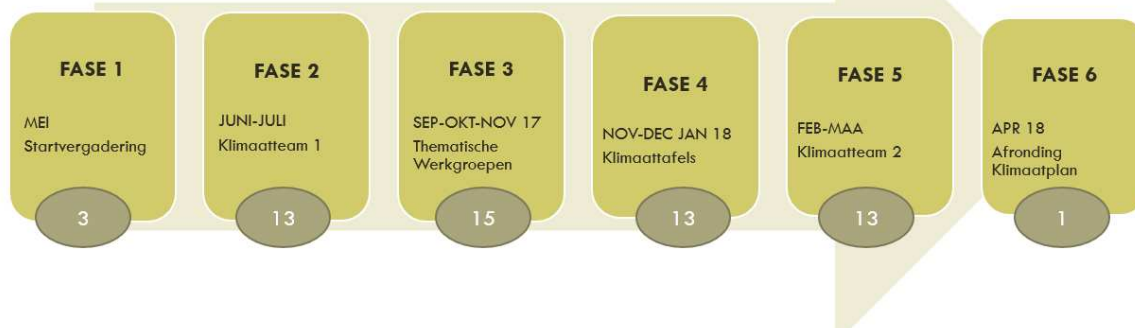 FASE 1
MEI
Startvergadering
3
FASE 2
JUNI-JULI
Klimaatteam 1
13
FASE 3
SEP-OKT-NOV 17
Thematische
Werkgroepen
15
FASE 4
NOV-DEC JAN 18
Klimaattafels
13
FASE 5
FEB-MAA
Klimaatteam 2
13
FASE 6
APR 18
Afronding
Klimaatplan
1